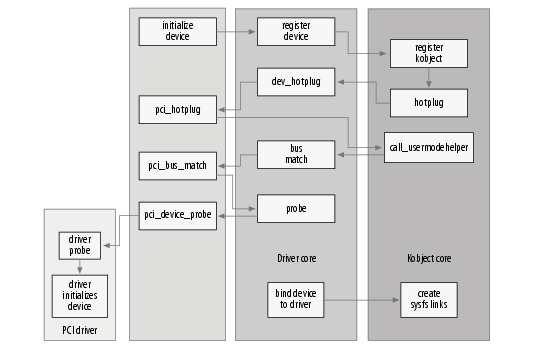 initialize
device
register
device
register
kobject
dev_hotplug
hotplug
pci_hotplug
call_usermodehelper
bus
match
pci_bus_match
probe
pci_device_probe
driver
probe
Driver core
Kobject core
driver
initializes
device
bind device
to driver
create
sysfs links
PCI driver